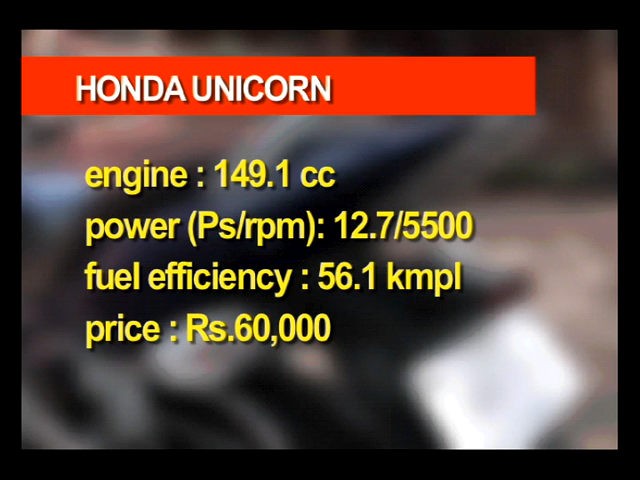 HONDA UNICORN
engine : 149.1 cc
power (Ps/rpm): 12.7/5500
fuel efficiency : 56.1 kmpl
price : Rs.60,000